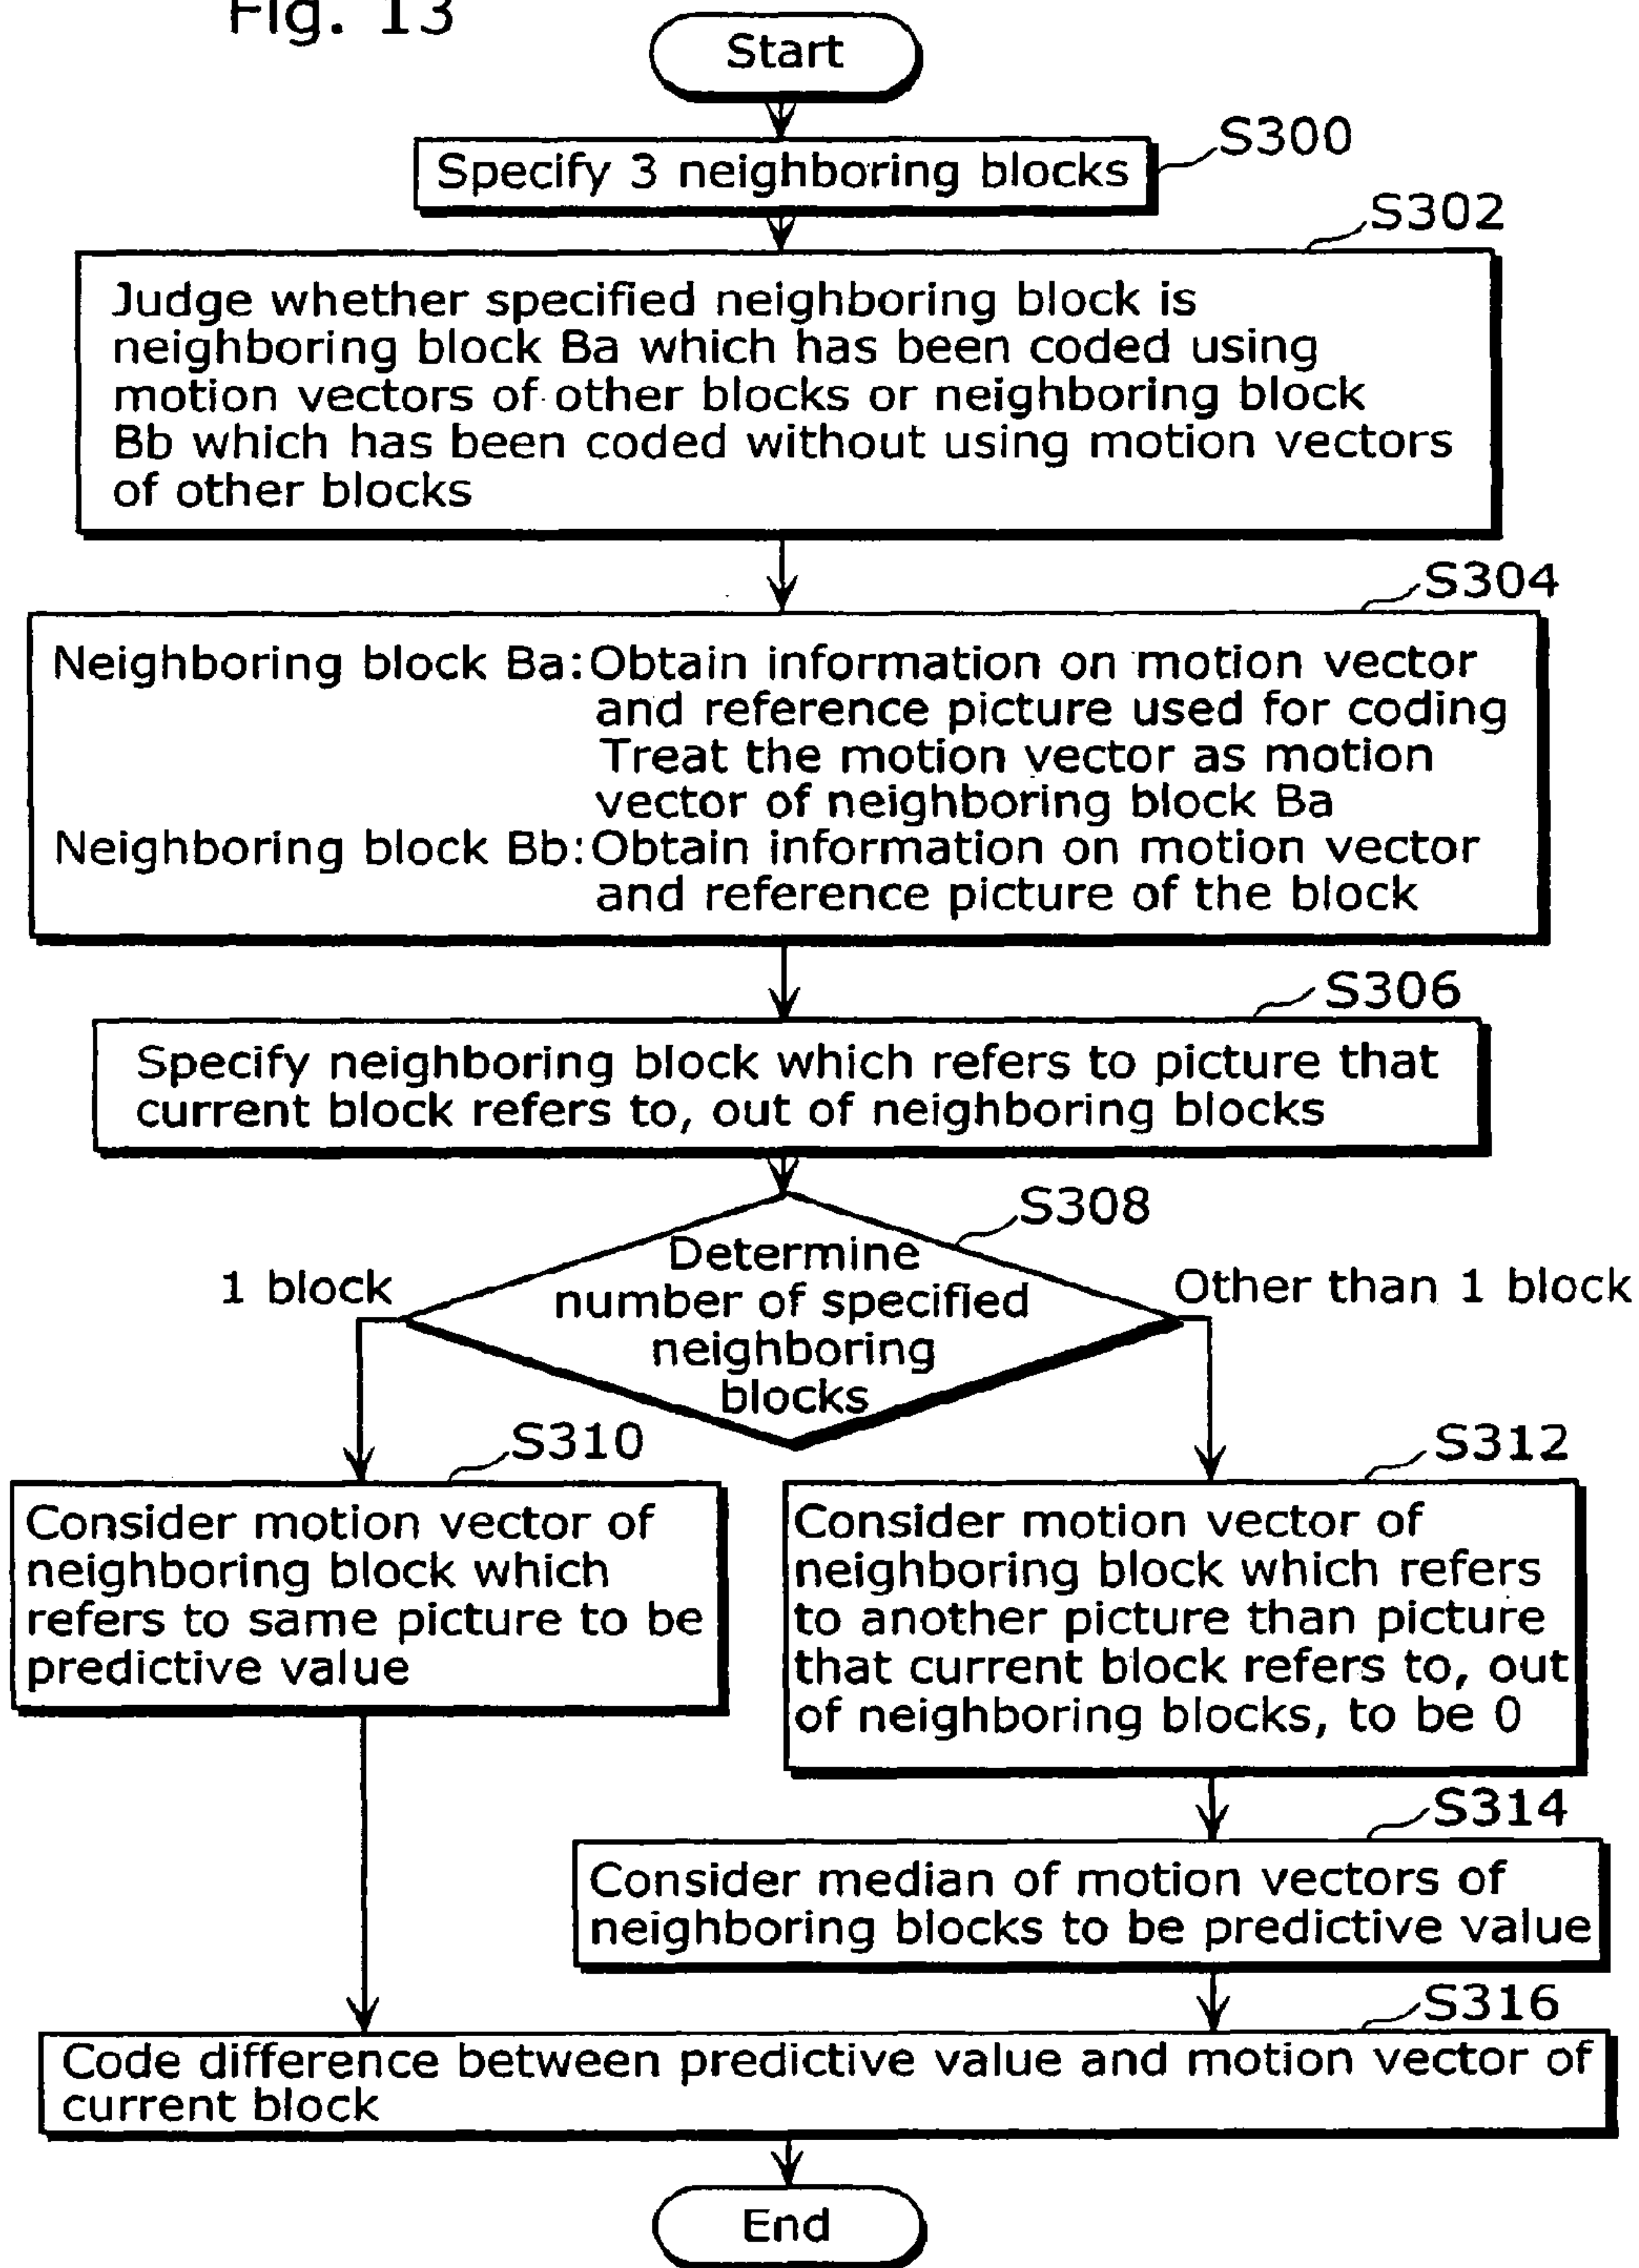 Fig. 13
Start
S300
Specify 3 neighboring blocks
S302
Judge whether specified neighboring block is
neighboring block Ba which has been coded using
motion vectors of other blocks or neighboring block
Bb which has been coded without using motion vectors
of other blocks
S304
Neighboring block Ba: Obtain information on motion vector
and reference picture used for coding
Treat the motion vector as motion
vector of neighboring block Ba
Neighboring block Bb: Obtain information on motion vector
and reference picture of the block
S306
Specify neighboring block which refers to picture that
current block refers to, out of neighboring blocks
S308
Determine
number of specified
neighboring
blocks
1 block
Other than 1 block
S310
Consider motion vector of
neighboring block which
refers to same picture to be
predictive value
S312
Consider motion vector of
neighboring block which refers
to another picture than picture
that current block refers to, out
of neighboring blocks, to be 0
S314
Consider median of motion vectors of
neighboring blocks to be predictive value
S316
Code difference between predictive value and motion vector of
current block
End